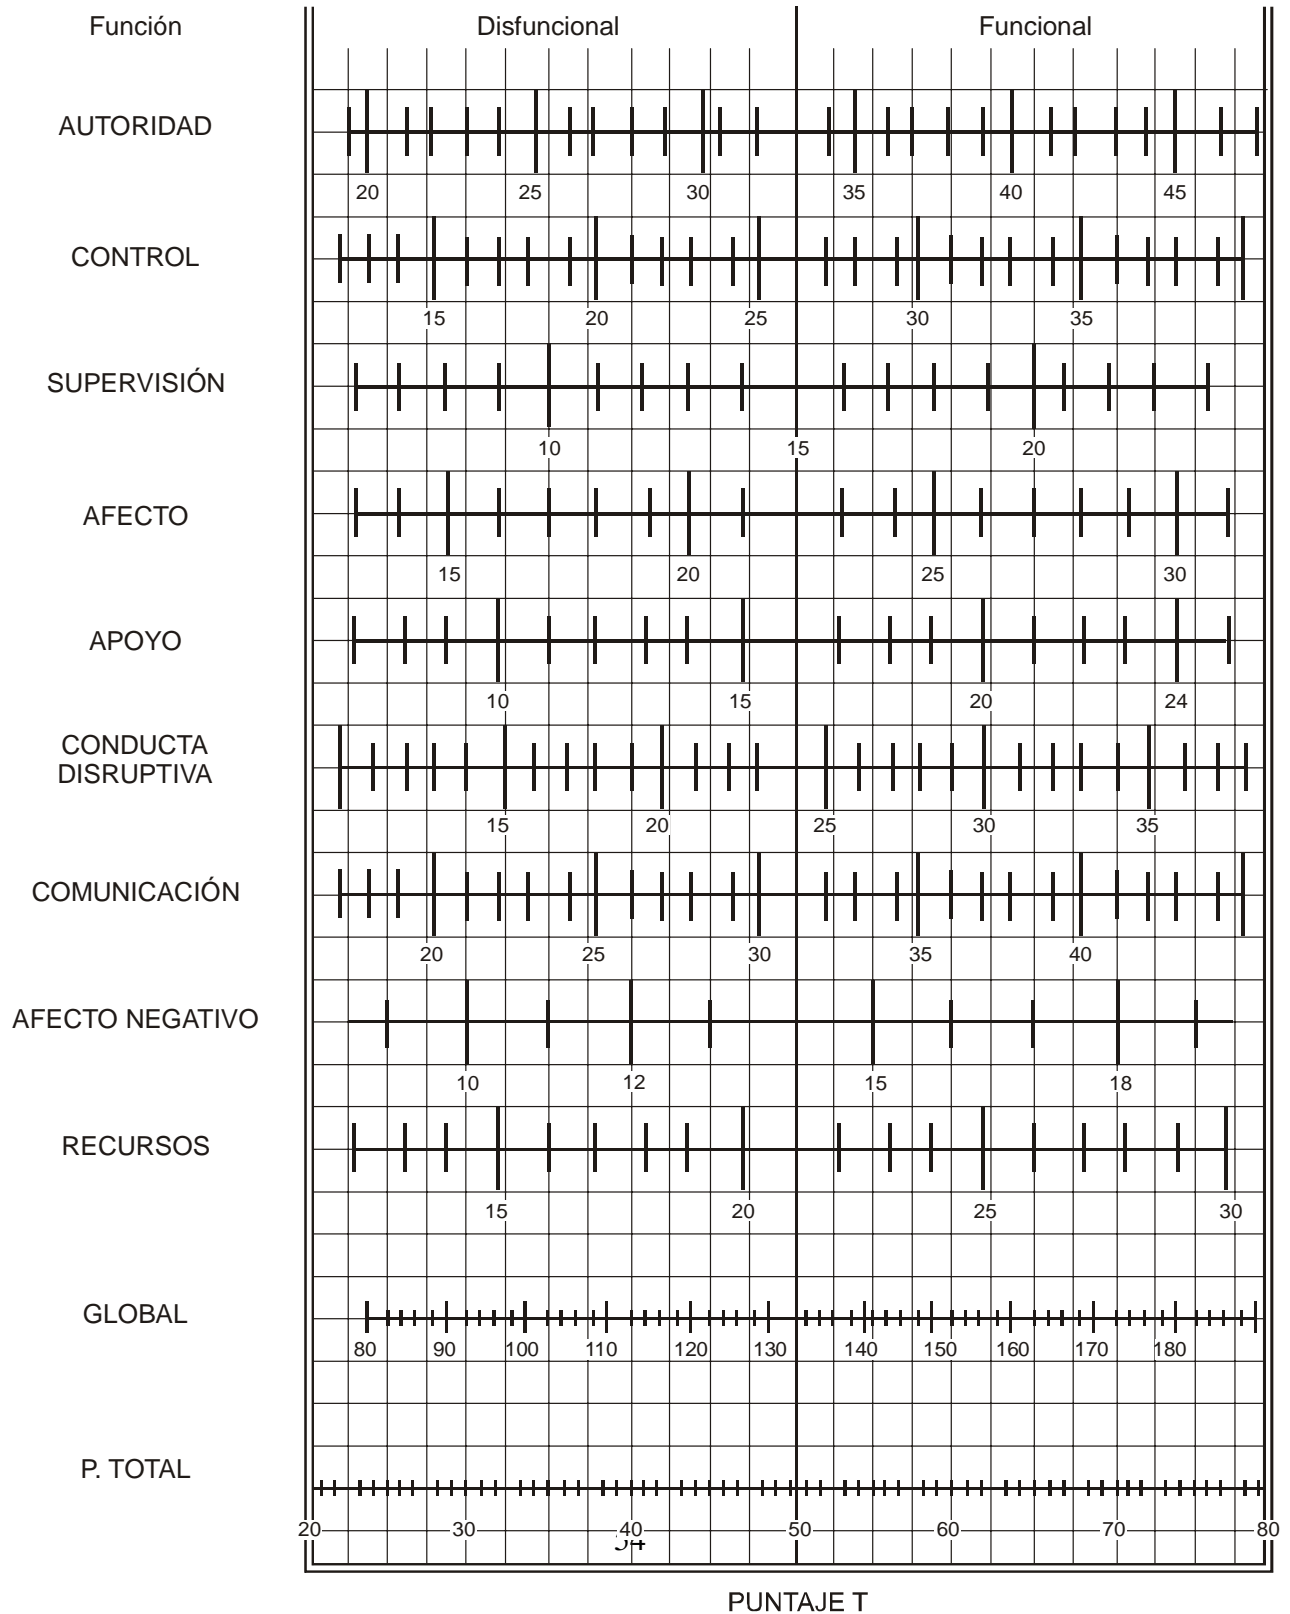 Función Disfuncional Funcional
AUTORIDAD
20 25 30 35 40 45
CONTROL
15 20 25 30 35
SUPERVISIÓN
10 15 20
AFECTO
15 20 25 30
APOYO
10 15 20 24
CONDUCTA
DISRUPTIVA
15 20 25 30 35
COMUNICACIÓN
20 25 30 35 40
AFECTO NEGATIVO
10 12 15 18
RECURSOS
15 20 25 30
GLOBAL
80 90 100 110 120 130 140 150 160 170 180
P. TOTAL
20 30 40 50 60 70 80
PUNTAJE T